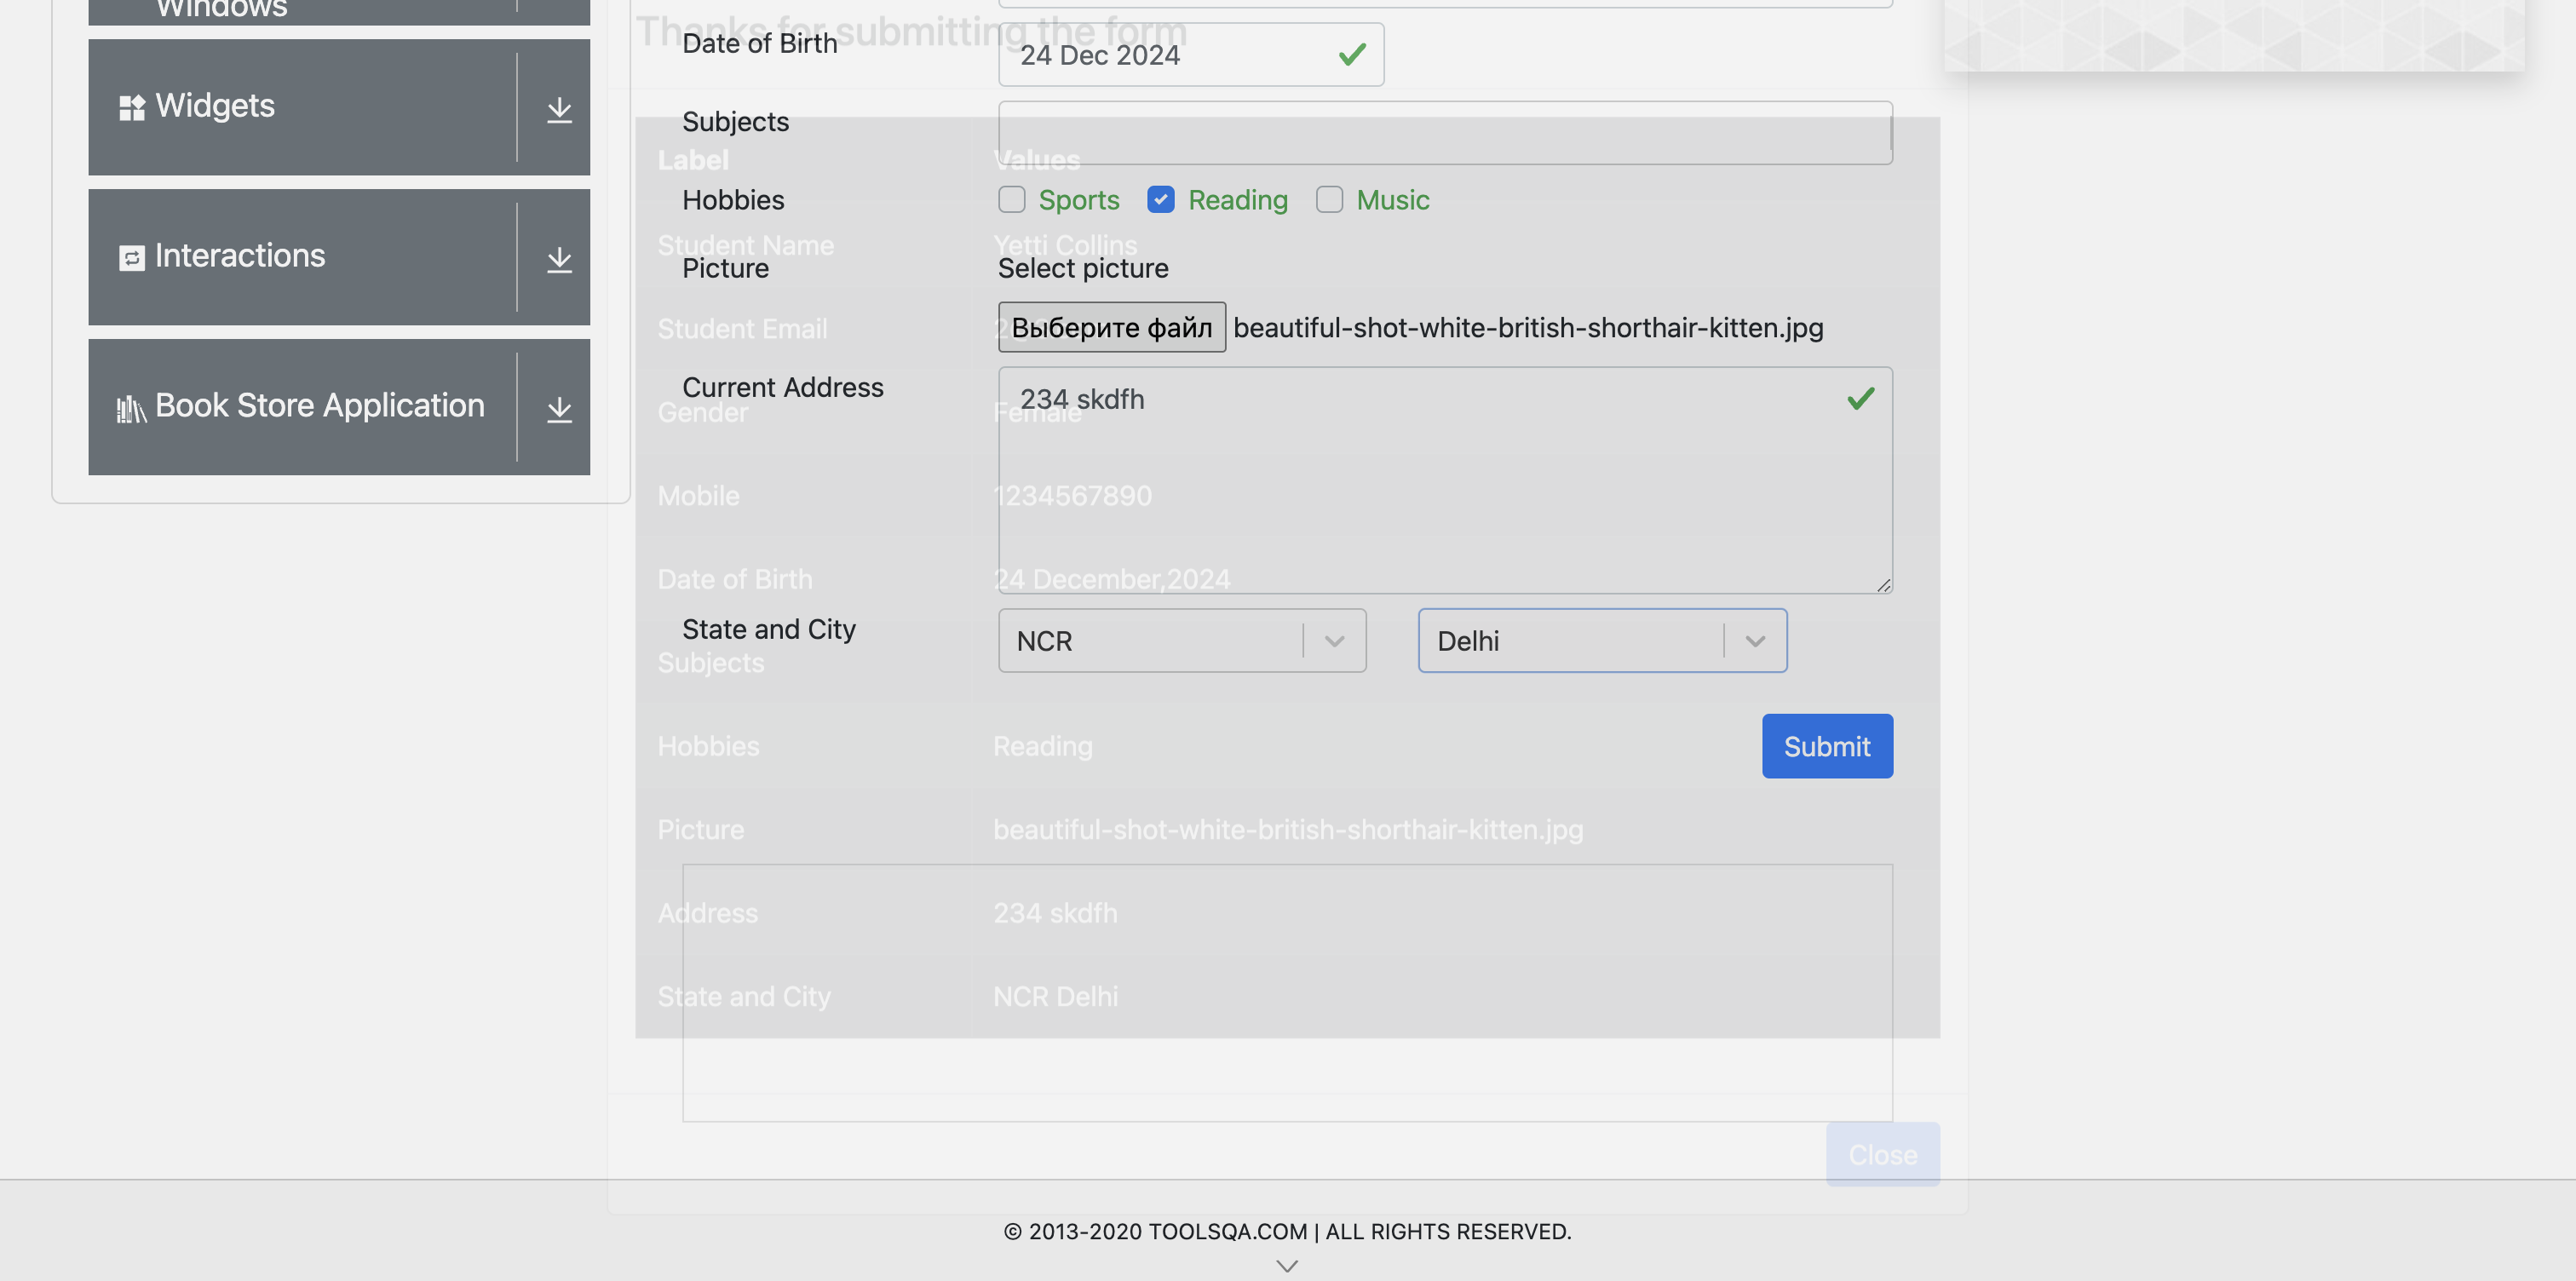 Windows
Widgets
Interactions
Book Store Application
Thanks for submitting the form
Date of Birth 24 Dec 2024
Subjects
Label Values
Hobbies Sports Reading Music
Student Name Yetti Collins
Picture Select picture
Student Email
Выберите файл beautiful-shot-white-british-shorthair-kitten.jpg
Current Address 234 skdfh
Gender Female
Mobile 1234567890
Date of Birth 24 December,2024
State and City NCR Delhi
Subjects
Hobbies Reading
Submit
Picture beautiful-shot-white-british-shorthair-kitten.jpg
Address 234 skdfh
State and City NCR Delhi
Close
© 2013-2020 TOOLSQA.COM | ALL RIGHTS RESERVED.